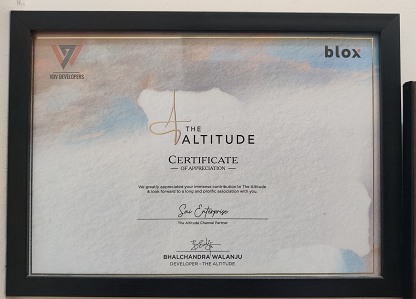 blox
VGV DEVELOPERS
THE
ALTITUDE
CERTIFICATE
OF APPRECIATION
We greatly appreciated your immense contribution to The Altitude
& look forward to a long and prolific association with you.
Sai Enterprise
The Altitude Channel Partner
BHALCHANDRA WALANJU
DEVELOPER - THE ALTITUDE